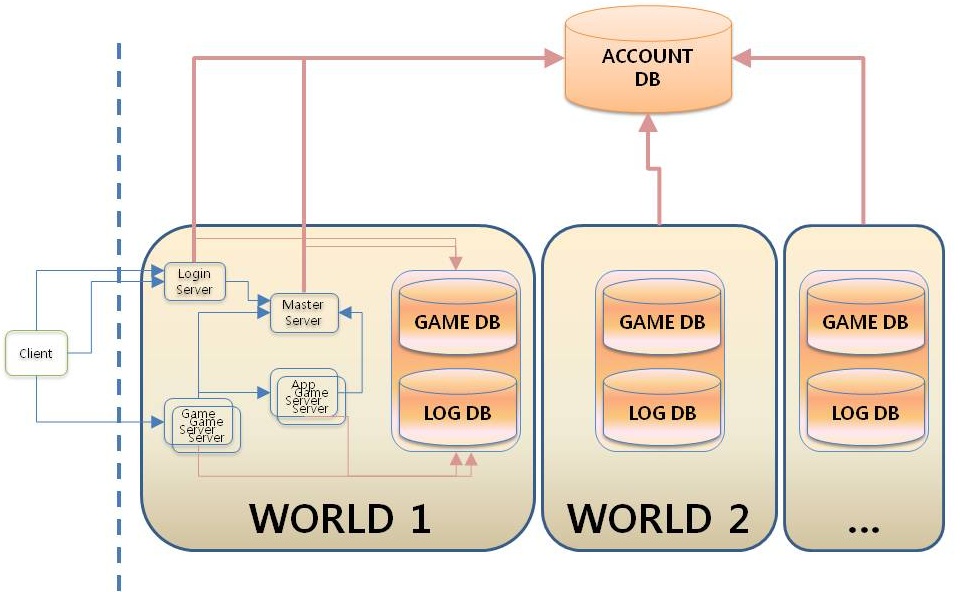 ACCOUNT
DB
Login
Server
Master
Server
Client
App
Game
Server
Server
Game
Game
Server
Server
GAME DB
LOG DB
WORLD 1
GAME DB
LOG DB
WORLD 2
GAME DB
LOG DB
...